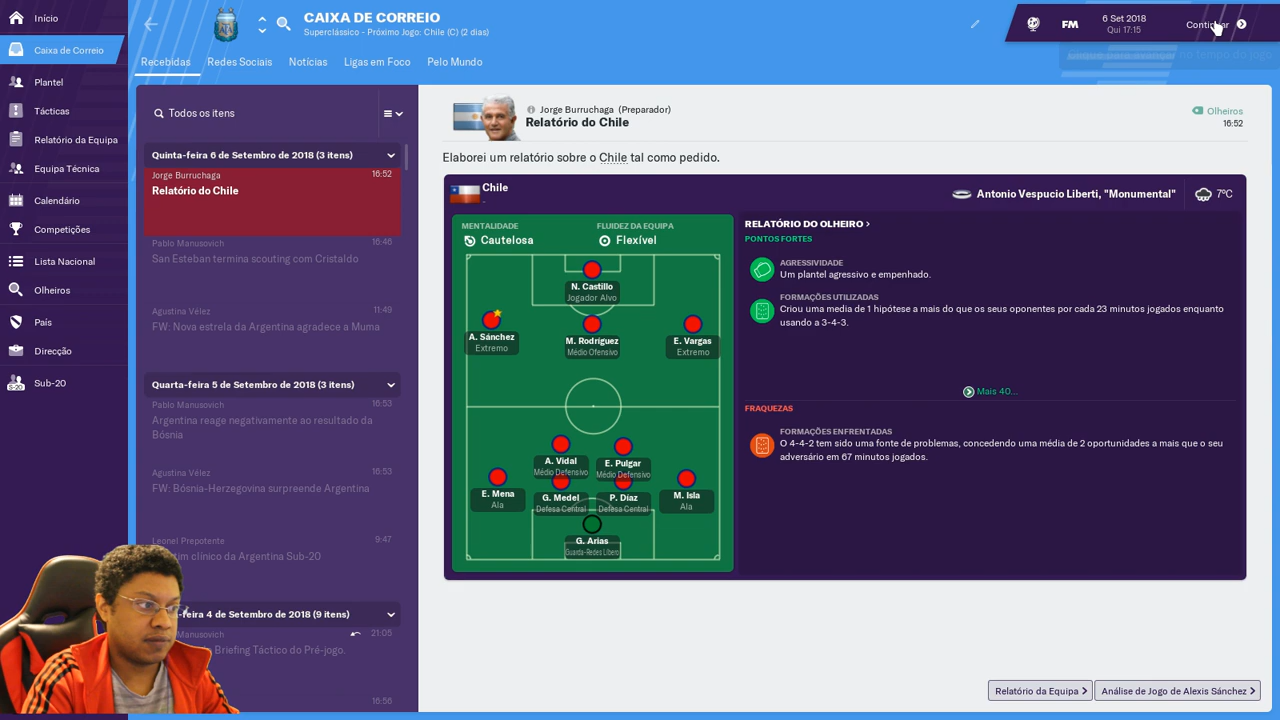 Início
Caixa de Correio
Plantel
Tácticas
Relatório da Equipa
Equipa Técnica
Calendário
Competições
Lista Nacional
Olheiros
País
Direcção
Sub-20
CAIXA DE CORREIO
Superclássico - Próximo Jogo: Chile (C) (2 dias)
FM
6 Set 2018
Qui 17:15
Continuar
Recebidas
Redes Sociais
Notícias
Ligas em Foco
Pelo Mundo
Todos os itens
Quinta-feira 6 de Setembro de 2018 (3 itens)
Jorge Burruchaga 16:52
Relatório do Chile
Pablo Manusovich 16:46
San Esteban termina scouting com Cristaldo
Agustina Vélez 11:49
FW: Nova estrela da Argentina agradece a Muma
Quarta-feira 5 de Setembro de 2018 (3 itens)
Pablo Manusovich 16:53
Argentina reage negativamente ao resultado da
Bósnia
Agustina Vélez 16:53
FW: Bósnia-Herzegovina surpreende Argentina
Leonel Prepotente 9:47
clínico da Argentina Sub-20
-feira 4 de Setembro de 2018 (9 itens)
Manusovich 21:05
Briefing Táctico do Pré-jogo.
16:56
Jorge Burruchaga (Preparador)
Relatório do Chile
Olheiros
16:52
Elaborei um relatório sobre o Chile tal como pedido.
Chile
-
Antonio Vespucio Liberti, "Monumental"
7ºC
MENTALIDADE
Cautelosa
FLUIDEZ DA EQUIPA
Flexível
N. Castillo
Jogador Alvo
A. Sánchez
Extremo
M. Rodríguez
Médio Ofensivo
E. Vargas
Extremo
A. Vidal
Médio Defensivo
E. Pulgar
Médio Defensivo
E. Mena
Ala
G. Medel
Defesa Central
P. Díaz
Defesa Central
M. Isla
Ala
G. Arias
Guarda-Redes Líbero
RELATÓRIO DO OLHEIRO >
PONTOS FORTES
AGRESSIVIDADE
Um plantel agressivo e empenhado.
FORMAÇÕES UTILIZADAS
Criou uma media de 1 hipótese a mais do que os seus oponentes por cada 23 minutos jogados enquanto
usando a 3-4-3.
Mais 40...
FRAQUEZAS
FORMAÇÕES ENFRENTADAS
O 4-4-2 tem sido uma fonte de problemas, concedendo uma média de 2 oportunidades a mais que o seu
adversário em 67 minutos jogados.
Relatório da Equipa >
Análise de Jogo de Alexis Sánchez >